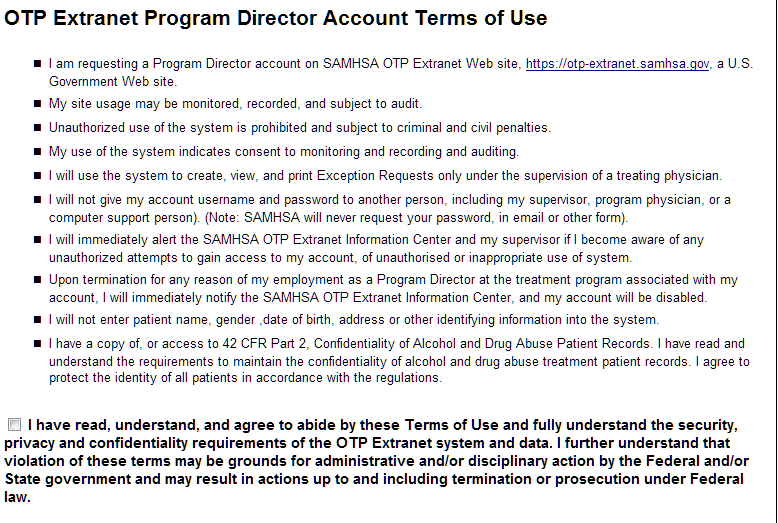 OTP Extranet Program Director Account Terms of Use
I am requesting a Program Director account on SAMHSA OTP Extranet Web site, https://otp-extranet.samhsa.gov, a U.S.
Government Web site.
My site usage may be monitored, recorded, and subject to audit.
Unauthorized use of the system is prohibited and subject to criminal and civil penalties.
My use of the system indicates consent to monitoring and recording and auditing.
I will use the system to create, view, and print Exception Requests only under the supervision of a treating physician.
I will not give my account username and password to another person, including my supervisor, program physician, or a
computer support person). (Note: SAMHSA will never request your password, in email or other form).
I will immediately alert the SAMHSA OTP Extranet Information Center and my supervisor if I become aware of any
unauthorized attempts to gain access to my account, of unauthorised or inappropriate use of system.
Upon termination for any reason of my employment as a Program Director at the treatment program associated with my
account, I will immediately notify the SAMHSA OTP Extranet Information Center, and my account will be disabled.
I will not enter patient name, gender ,date of birth, address or other identifying information into the system.
I have a copy of, or access to 42 CFR Part 2, Confidentiality of Alcohol and Drug Abuse Patient Records. I have read and
understand the requirements to maintain the confidentiality of alcohol and drug abuse treatment patient records. I agree to
protect the identity of all patients in accordance with the regulations.
I have read, understand, and agree to abide by these Terms of Use and fully understand the security,
privacy and confidentiality requirements of the OTP Extranet system and data. I further understand that
violation of these terms may be grounds for administrative and/or disciplinary action by the Federal and/or
State government and may result in actions up to and including termination or prosecution under Federal
law.